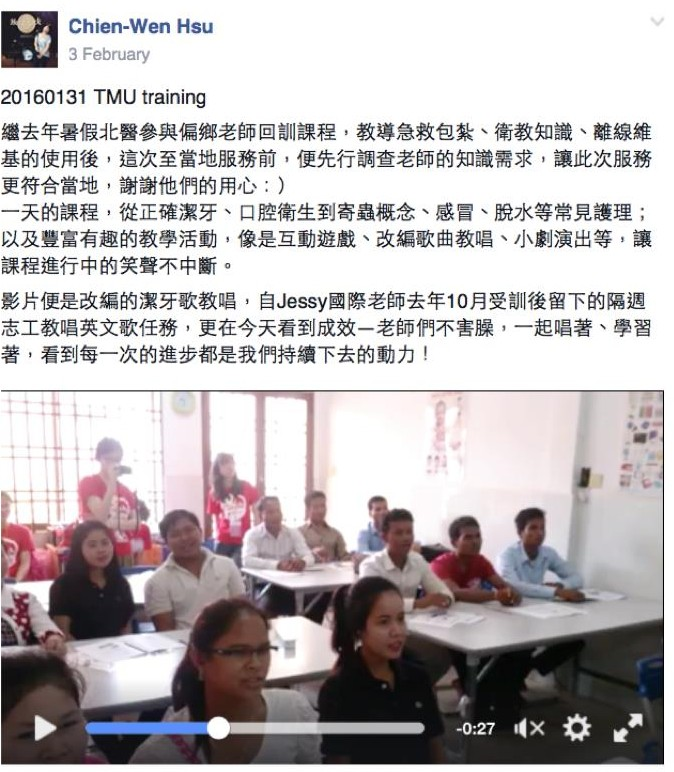 Chien-Wen Hsu
3 February
20160131 TMU training
繼去年暑假北醫參與偏鄉老師回訓課程，教導急救包紮、衛教知識、離線維
基的使用後，這次至當地服務前，便先行調查老師的知識需求，讓此次服務
更符合當地，謝謝他們的用心：）
一天的課程，從正確潔牙、口腔衛生到寄蟲概念、感冒、脫水等常見護理；
以及豐富有趣的教學活動，像是互動遊戲、改編歌曲教唱、小劇演出等，讓
課程進行中的笑聲不中斷。
影片便是改編的潔牙歌教唱，自Jessy國際老師去年10月受訓後留下的隔週
志工教唱英文歌任務，更在今天看到成效—老師們不害臊，一起唱著、學習
著，看到每一次的進步都是我們持續下去的動力！
-0:27